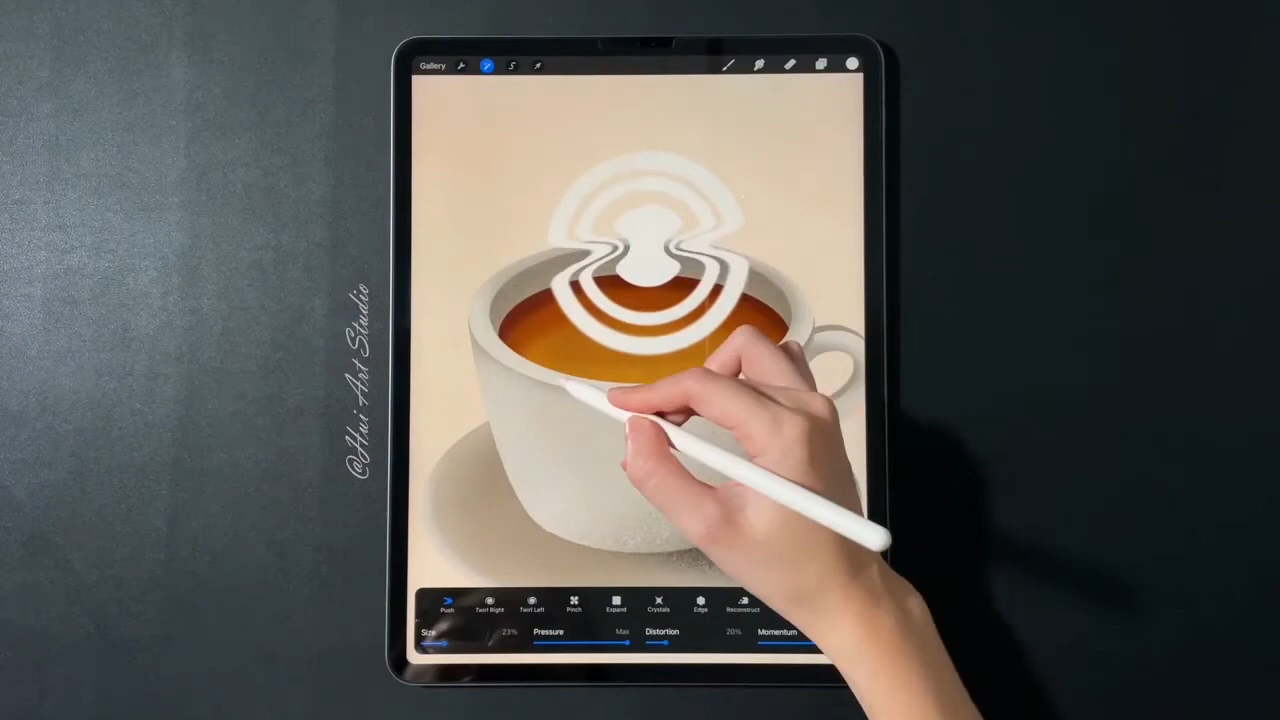 Gallery
@Hui Art Studio
Push
Twirl Right
Twirl Left
Pinch
Expand
Crystals
Edge
Reconstruct
Size 23%
Pressure Max
Distortion 20%
Momentum